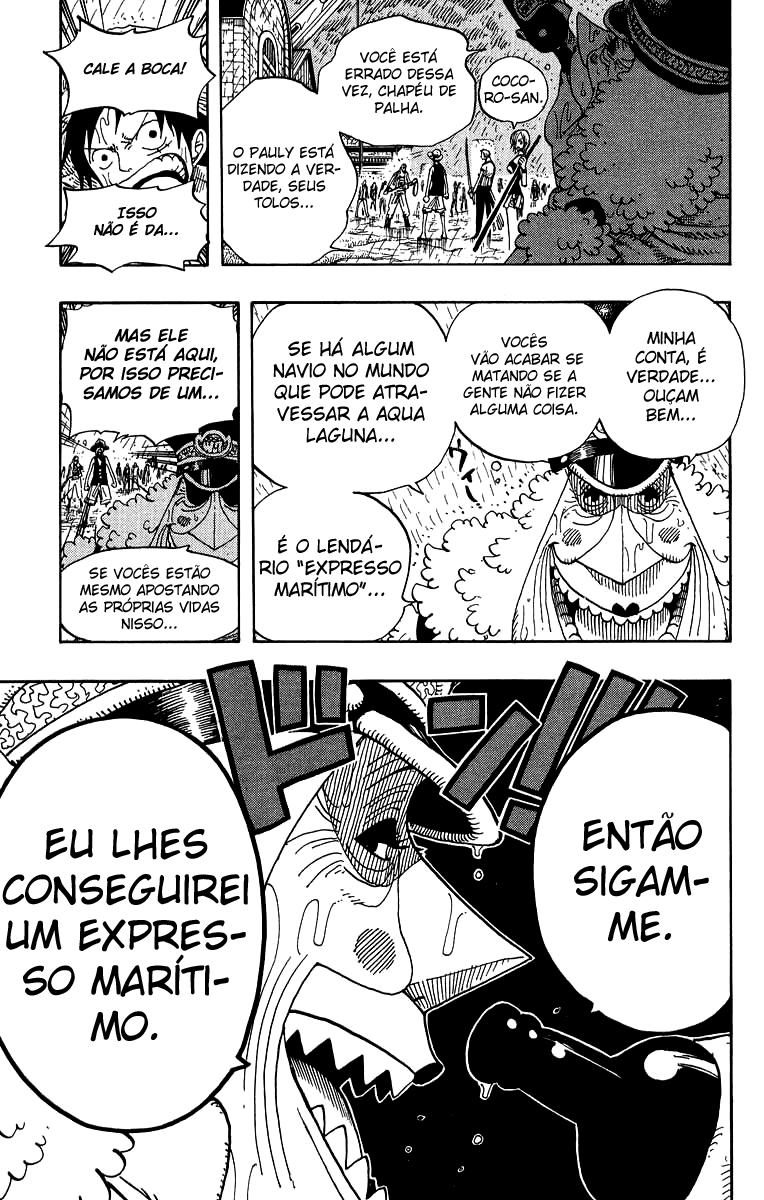 COCO-
RO-SAN.
VOCÊ ESTÁ
ERRADO DESSA
VEZ, CHAPÉU DE
PALHA.
O PAULY ESTÁ
DIZENDO A VER-
DADE, SEUS
TOLOS...
CALE A BOCA!
ISSO
NÃO É DA...
MINHA
CONTA, É
VERDADE...
OUÇAM
BEM...
VOCÊS
VÃO ACABAR SE
MATANDO SE A
GENTE NÃO FIZER
ALGUMA COISA.
SE HÁ ALGUM
NAVIO NO MUNDO
QUE PODE ATRA-
VESSAR A AQUA
LAGUNA...
É O LENDÁ-
RIO “EXPRESSO
MARÍTIMO”...
ウィ〜
MAS ELE
NÃO ESTÁ AQUI,
POR ISSO PRECI-
SAMOS DE UM...
SE VOCÊS ESTÃO
MESMO APOSTANDO
AS PRÓPRIAS VIDAS
NISSO...
ドン!!!
ENTÃO
SIGAM-
ME.
EU LHES
CONSEGUIREI
UM EXPRES-
SO MARÍTI-
MO.